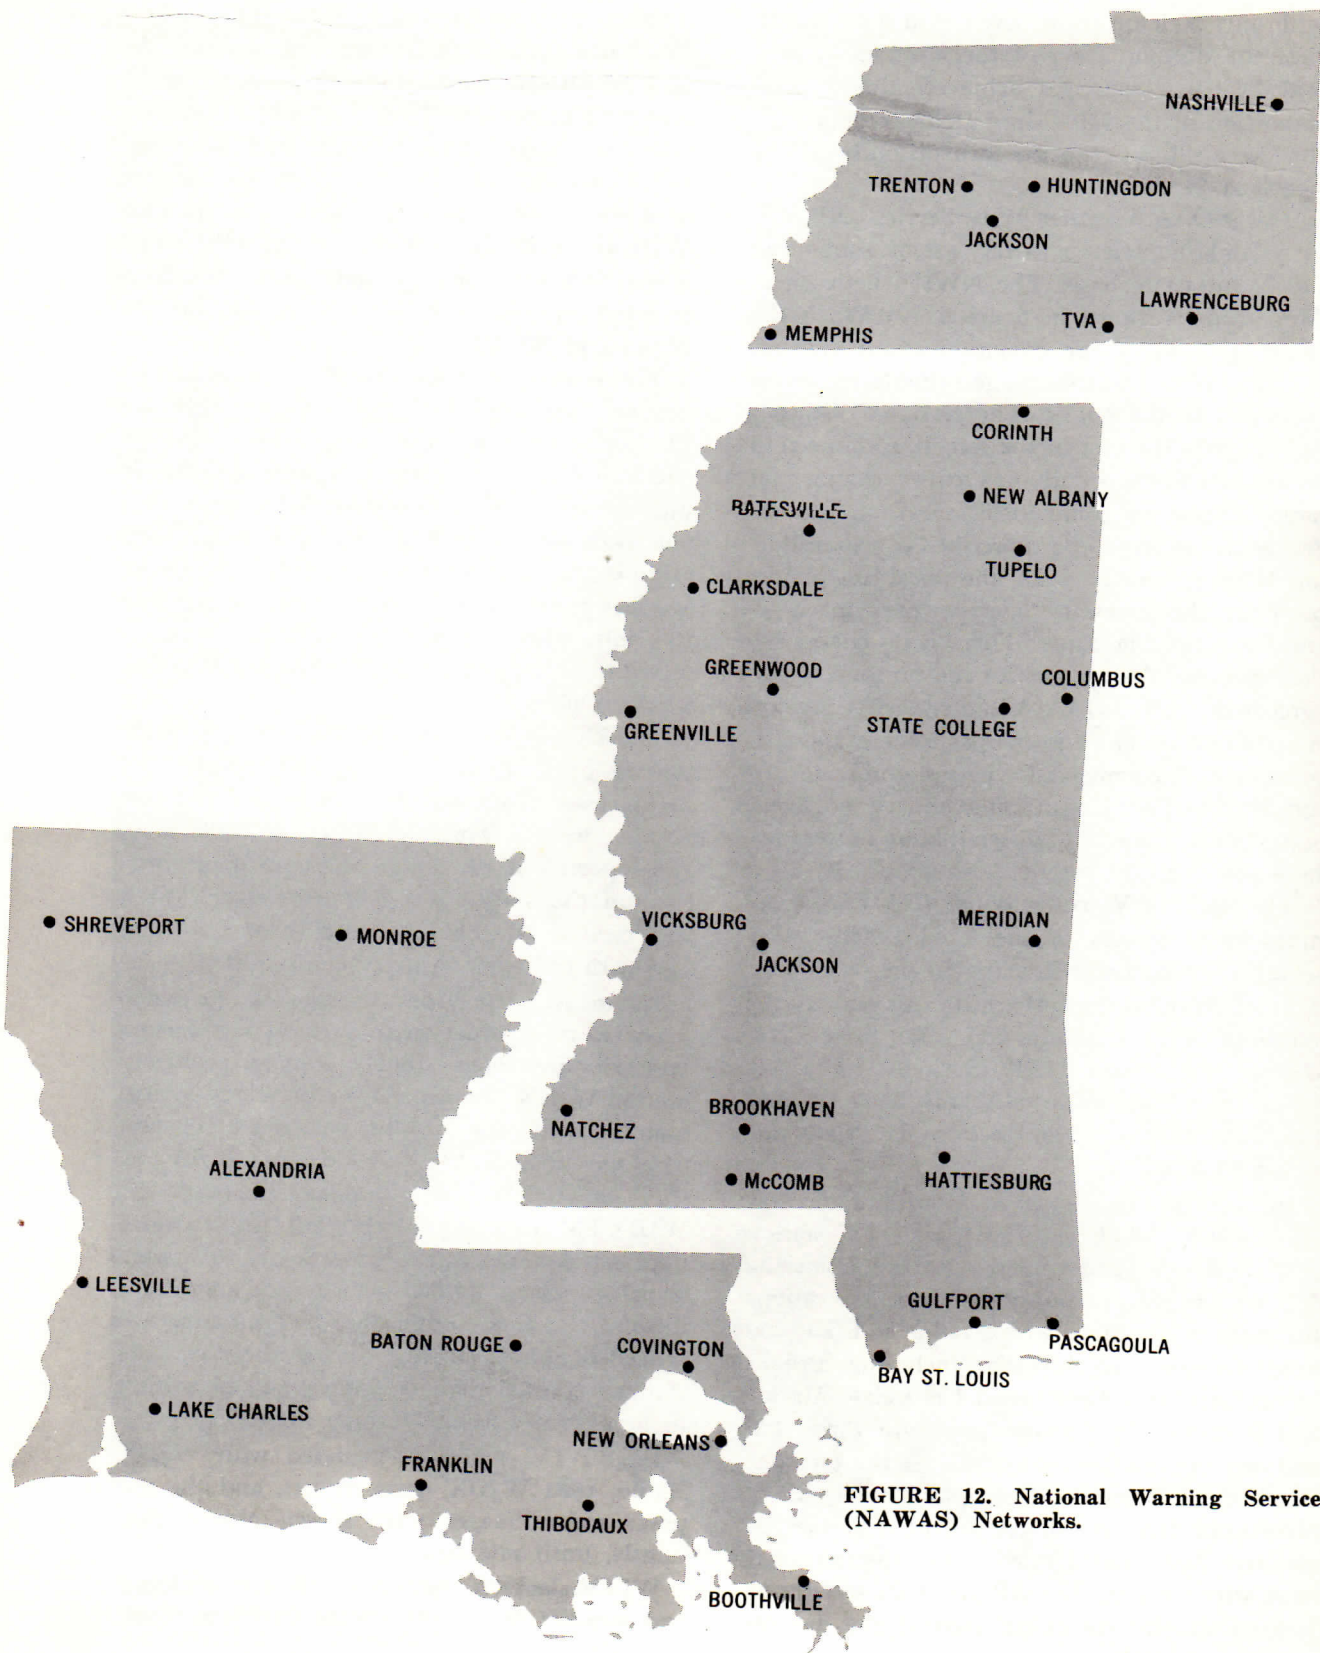 NASHVILLE
TRENTON
HUNTINGDON
JACKSON
LAWRENCEBURG
TVA
MEMPHIS
CORINTH
NEW ALBANY
BATESVILLE
TUPELO
CLARKSDALE
GREENWOOD
COLUMBUS
GREENVILLE
STATE COLLEGE
SHREVEPORT
MONROE
VICKSBURG
MERIDIAN
JACKSON
BROOKHAVEN
NATCHEZ
ALEXANDRIA
McCOMB
HATTIESBURG
LEESVILLE
GULFPORT
BATON ROUGE
COVINGTON
PASCAGOULA
BAY ST. LOUIS
LAKE CHARLES
NEW ORLEANS
FRANKLIN
THIBODAUX
FIGURE 12. National Warning Service
(NAWAS) Networks.
BOOTHVILLE